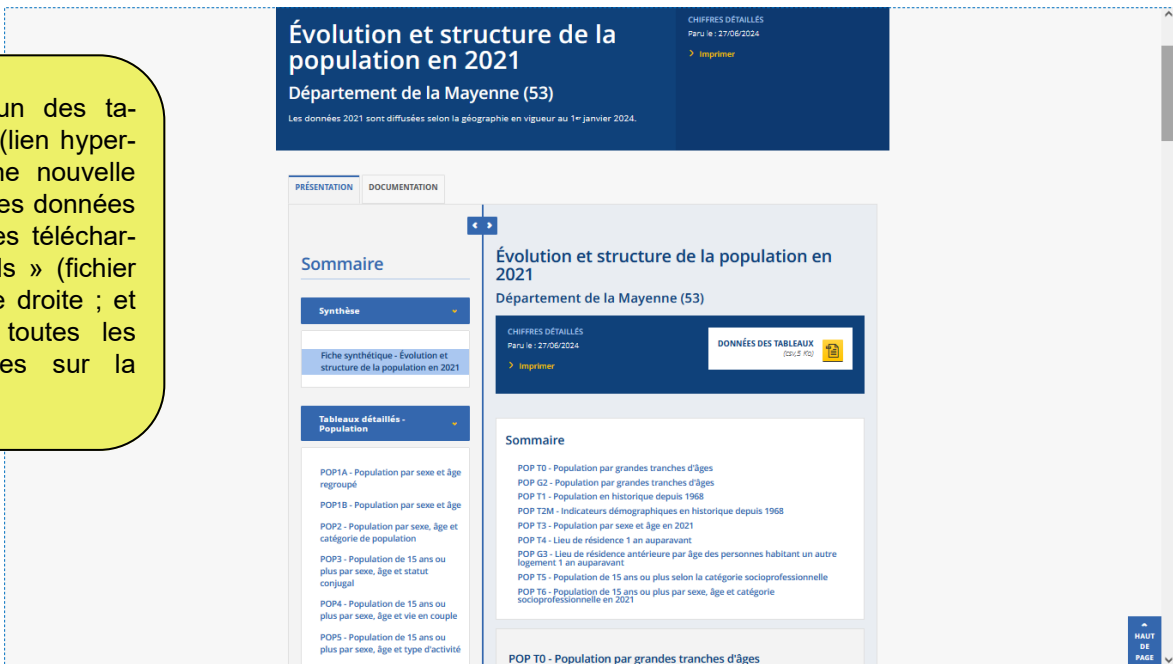 un des ta-
(lien hyper-
ne nouvelle
es données
es téléchar-
ls » (fichier
e droite ; et
toutes les
es sur la
Évolution et structure de la
population en 2021
Département de la Mayenne (53)
Les données 2021 sont diffusées selon la géographie en vigueur au 1er janvier 2024.
CHIFFRES DÉTAILLÉS
Paru le : 27/06/2024
Imprimer
PRÉSENTATION
DOCUMENTATION
Sommaire
Synthèse
Fiche synthétique - Évolution et
structure de la population en 2021
Tableaux détaillés -
Population
POP1A - Population par sexe et âge
regroupé
POP1B - Population par sexe et âge
POP2 - Population par sexe, âge et
catégorie de population
POP3 - Population de 15 ans ou
plus par sexe, âge et statut
conjugal
POP4 - Population de 15 ans ou
plus par sexe, âge et vie en couple
POP5 - Population de 15 ans ou
plus par sexe, âge et type d'activité
Évolution et structure de la population en
2021
Département de la Mayenne (53)
CHIFFRES DÉTAILLÉS
Paru le : 27/06/2024
Imprimer
DONNÉES DES TABLEAUX
Sommaire
POP T0 - Population par grandes tranches d'âges
POP G2 - Population par grandes tranches d'âges
POP T1 - Population en historique depuis 1968
POP T2M - Indicateurs démographiques en historique depuis 1968
POP T3 - Population par sexe et âge en 2021
POP T4 - Lieu de résidence 1 an auparavant
POP G3 - Lieu de résidence antérieure par âge des personnes habitant un autre
logement 1 an auparavant
POP T5 - Population de 15 ans ou plus selon la catégorie socioprofessionnelle
POP T6 - Population de 15 ans ou plus par sexe, âge et catégorie
socioprofessionnelle en 2021
POP T0 - Population par grandes tranches d'âges
HAUT
DE
PAGE